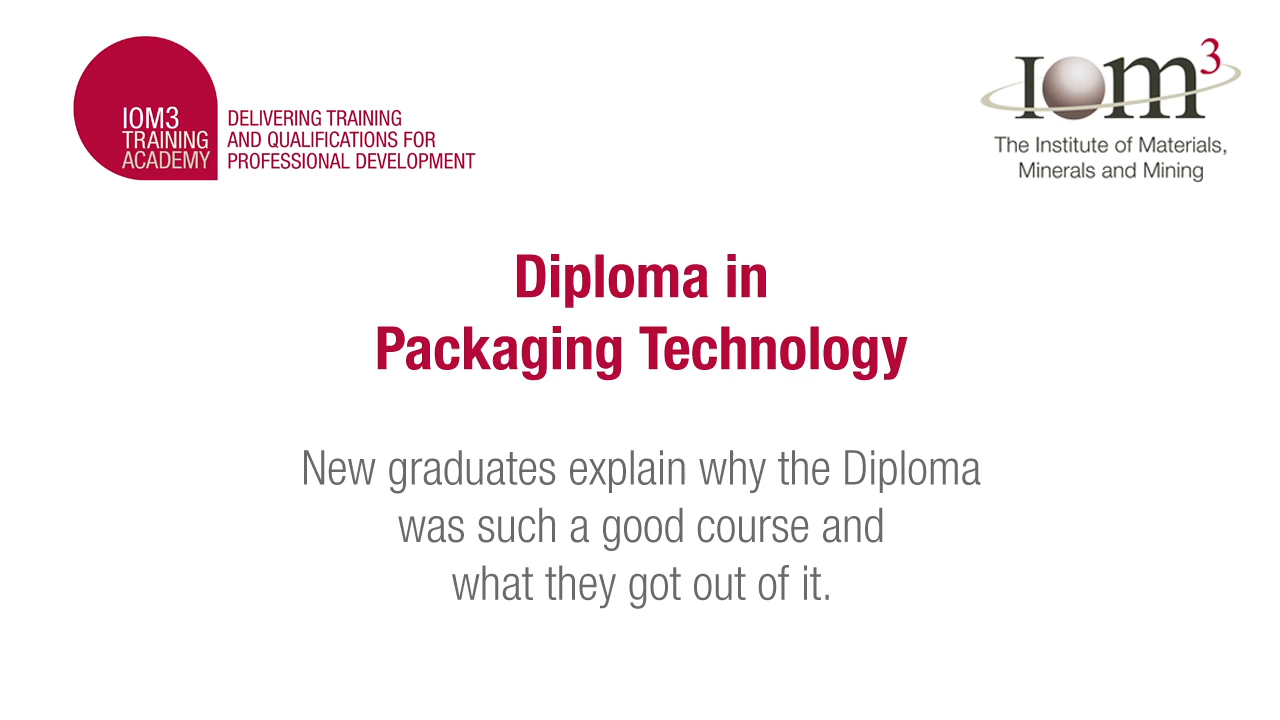 IOM3
TRAINING
ACADEMY
DELIVERING TRAINING
AND QUALIFICATIONS FOR
PROFESSIONAL DEVELOPMENT
IOM3
The Institute of Materials,
Minerals and Mining
Diploma in
Packaging Technology
New graduates explain why the Diploma
was such a good course and
what they got out of it.